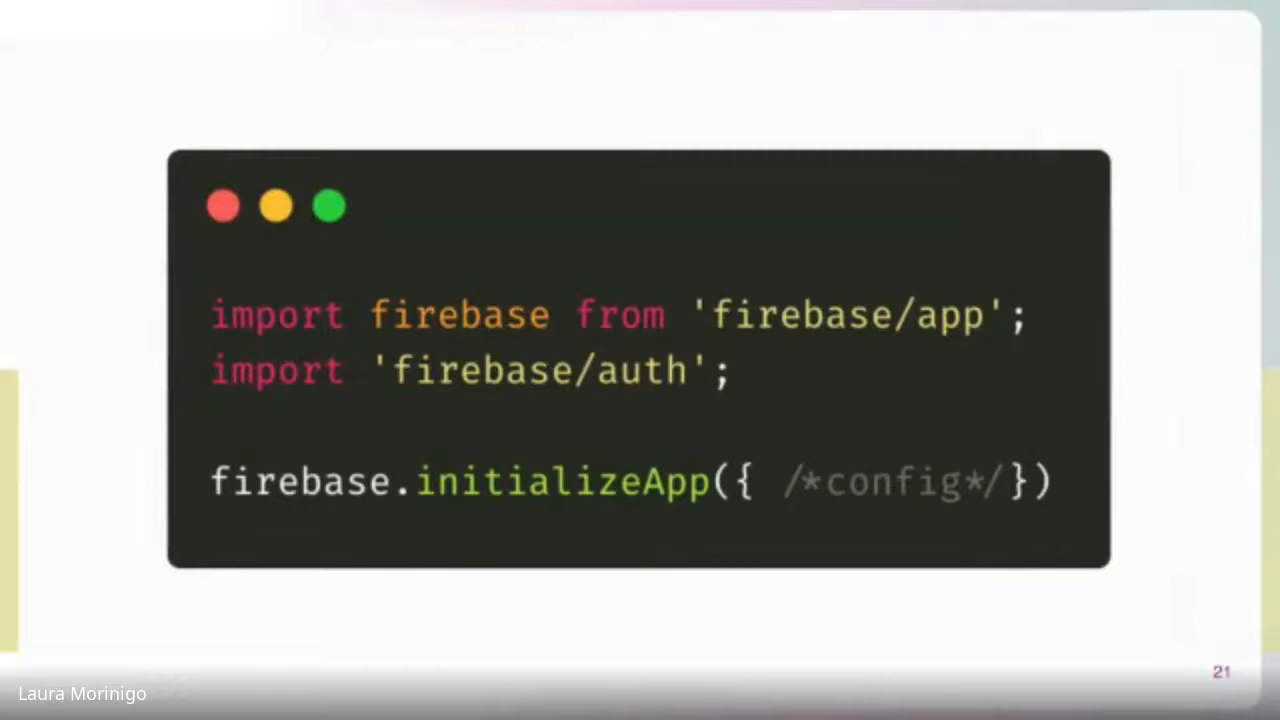 import firebase from 'firebase/app';
import 'firebase/auth';
firebase.initializeApp({ /*config*/})
21
Laura Morinigo